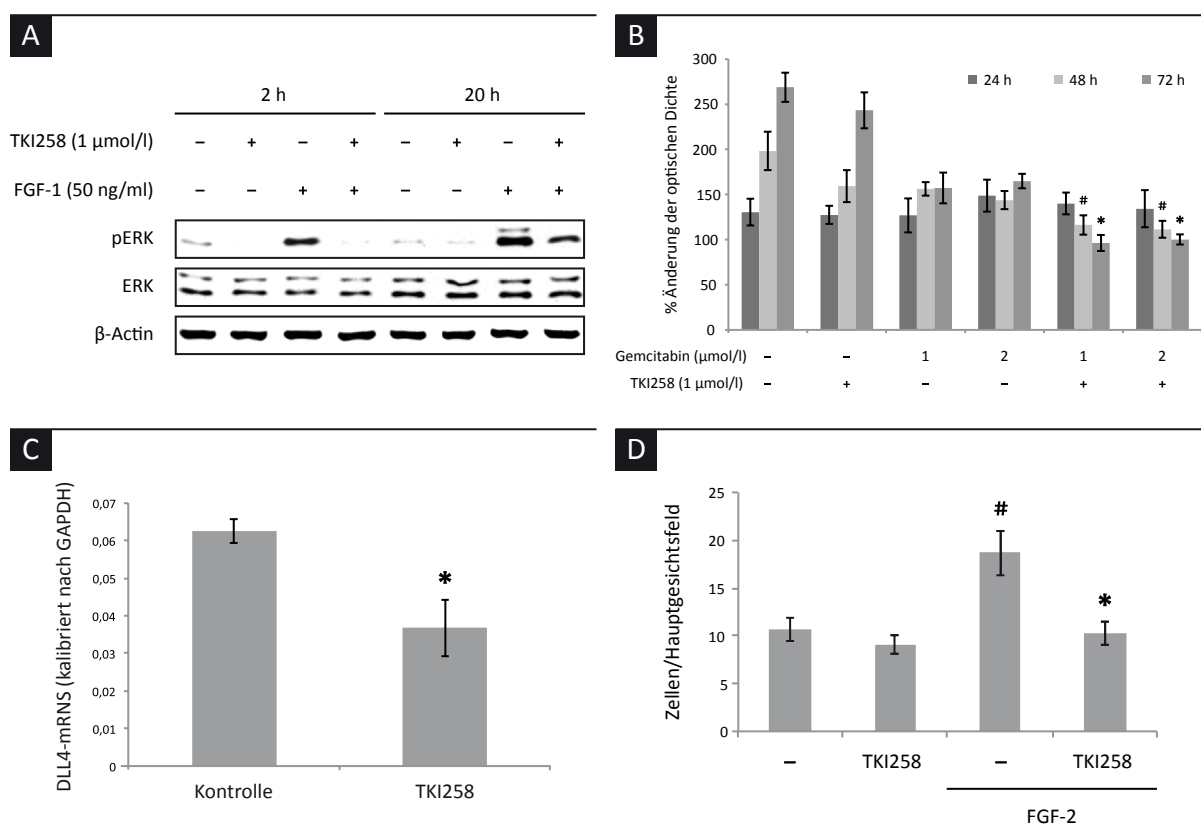 A
2 h 20 h
TKI258 (1 µmol/l) – + – + – + – +
FGF-1 (50 ng/ml) – – + + – – + +
pERK
ERK
β-Actin
B
% Änderung der optischen Dichte
300
250
200
150
100
50
0
24 h 48 h 72 h
# * # *
Gemcitabin (µmol/l) – – 1 2 1 2
TKI258 (1 µmol/l) – + – – + +
C
DLL4-mRNS (kalibriert nach GAPDH)
0,07
0,06
0,05
0,04
0,03
0,02
0,01
0
*
Kontrolle TKI258
D
Zellen/Hauptgesichtsfeld
25
20
15
10
5
0
#
*
– TKI258 – TKI258
FGF-2